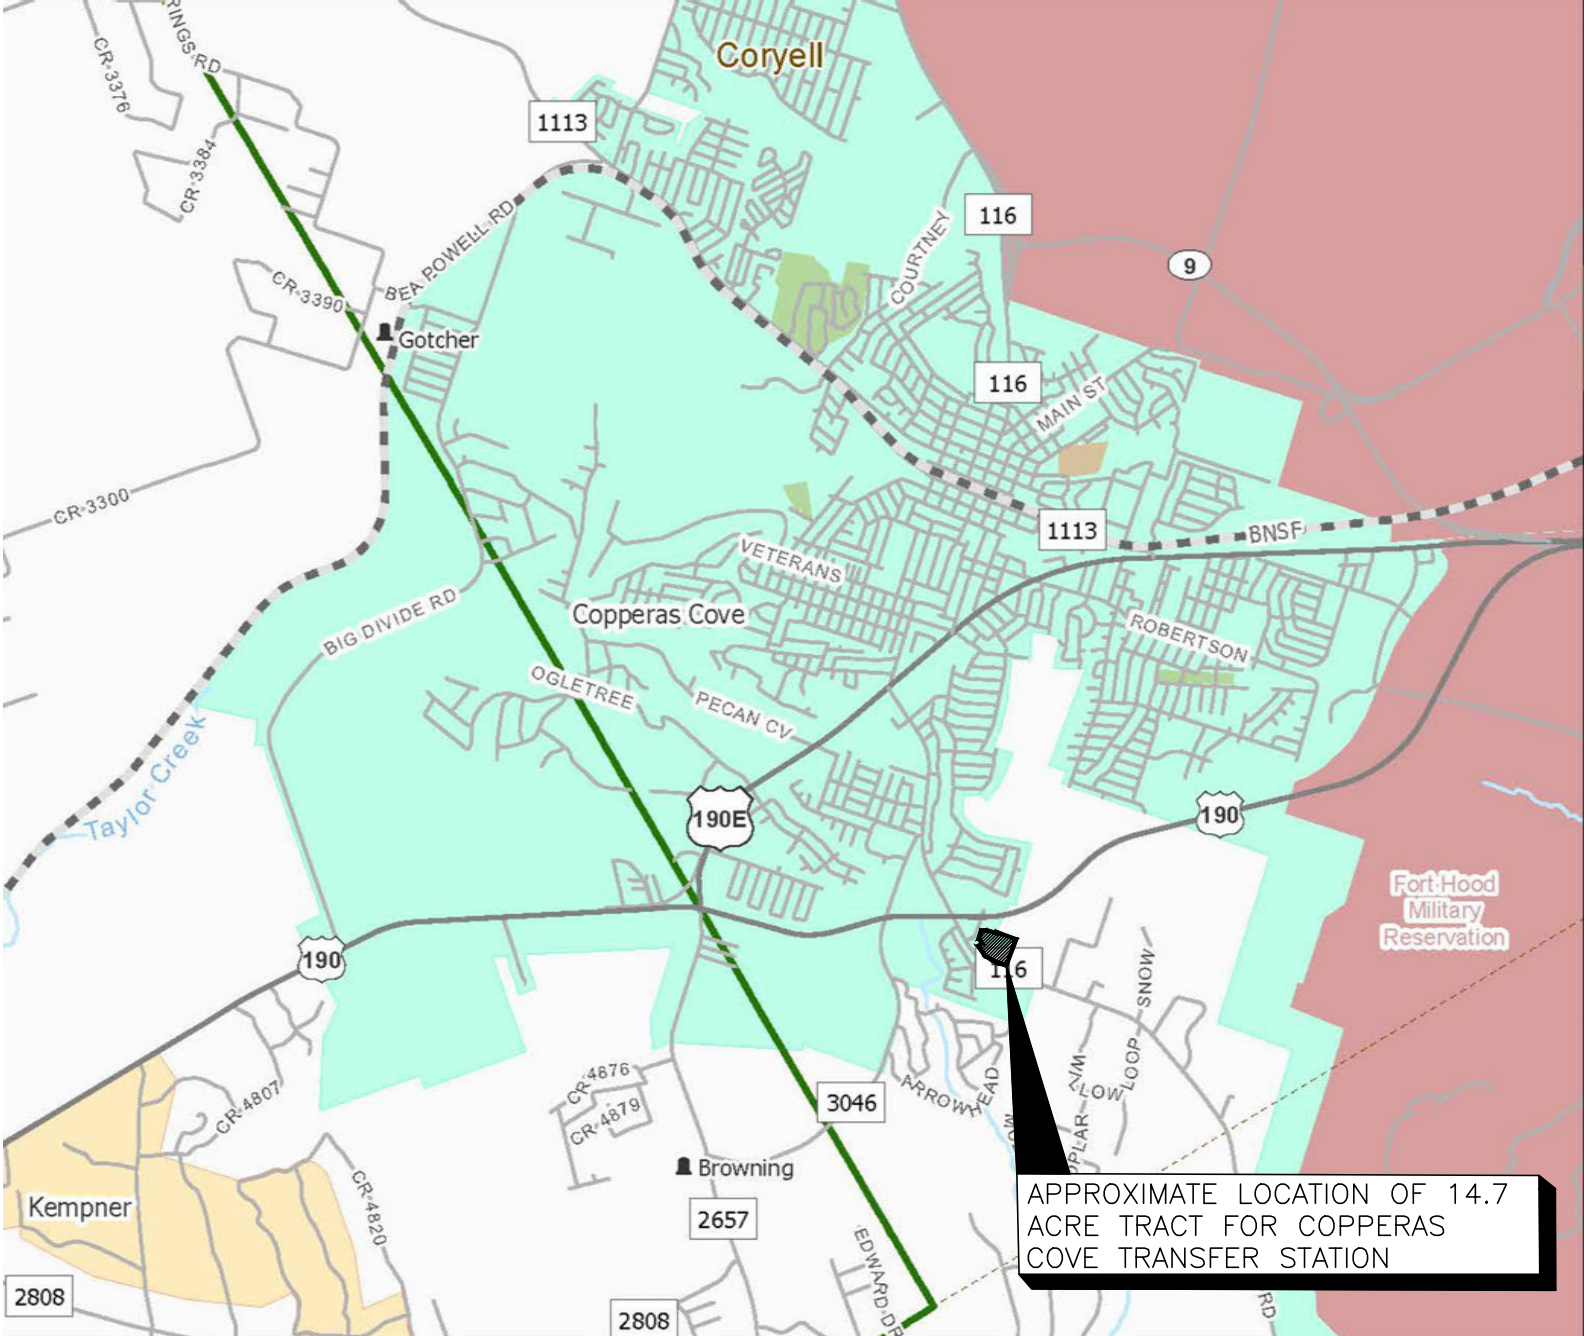 RINGS RD
CR-3376
Coryell
1113
CR-3384
116
COURTNEY
9
BEA POWELL RD
CR-3390
Gotcher
116
MAIN ST
CR-3300
1113
BNSF
VETERANS
BIG DIVIDE RD
Copperas Cove
ROBERTSON
OGLETREE
PECAN CV
Taylor Creek
190E
190
Fort Hood
Military
Reservation
190
116
SNOW
LOOP
CR-4876
CR-4879
CR-4807
ARROWHEAD
3046
Browning
Kempner
CR-4820
2657
EDWARD DR
APPROXIMATE LOCATION OF 14.7
ACRE TRACT FOR COPPERAS
COVE TRANSFER STATION
2808
2808
RD